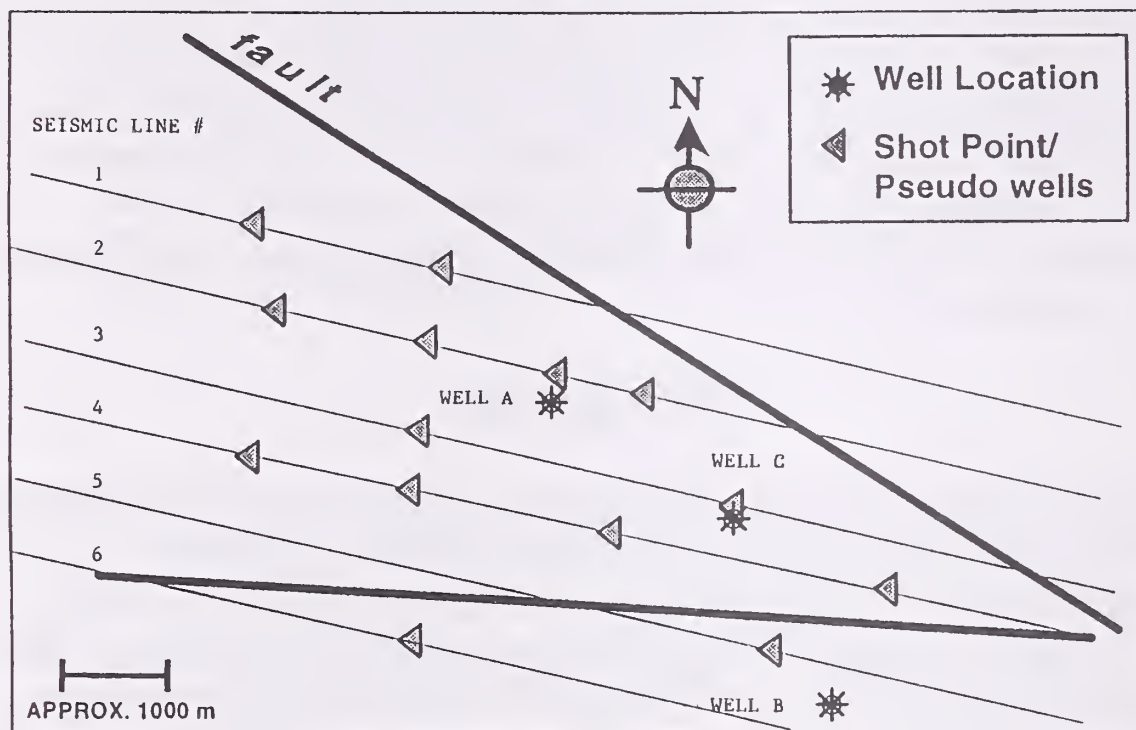 fault
N
Well Location
Shot Point/
Pseudo wells
SEISMIC LINE #
1
2
3
WELL A
4
WELL C
5
6
WELL B
APPROX. 1000 m